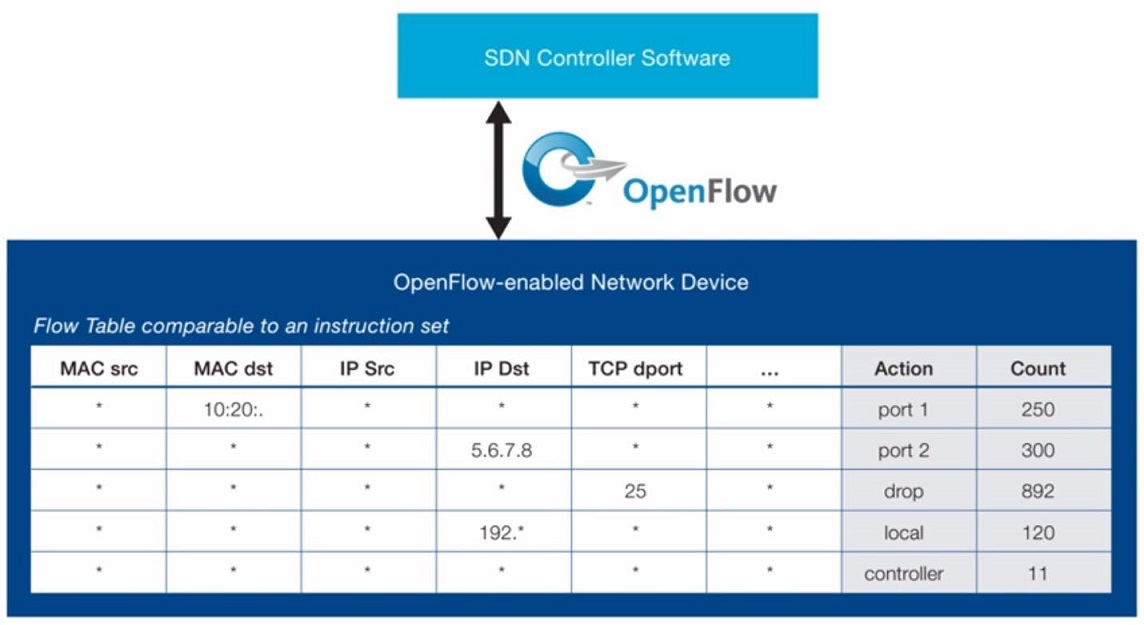 SDN Controller Software
OpenFlow
OpenFlow-enabled Network Device
Flow Table comparable to an instruction set
MAC src MAC dst IP Src IP Dst TCP dport ... Action Count
* 10:20:. * * * * port 1 250
* * * 5.6.7.8 * * port 2 300
* * * * 25 * drop 892
* * * 192.* * * local 120
* * * * * * controller 11